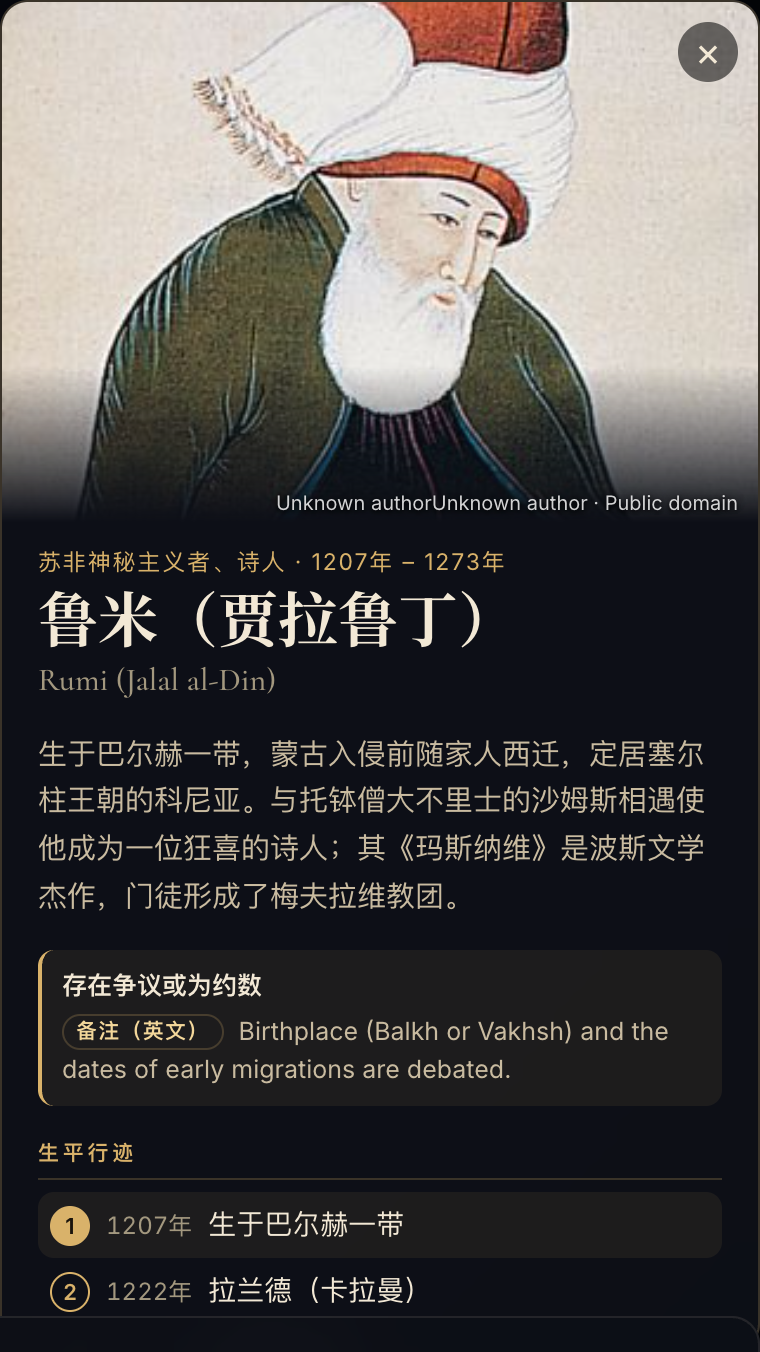 ×
Unknown authorUnknown author · Public domain
苏非神秘主义者、诗人 · 1207年 – 1273年
鲁米（贾拉鲁丁）
Rumi (Jalal al-Din)
生于巴尔赫一带，蒙古入侵前随家人西迁，定居塞尔
柱王朝的科尼亚。与托钵僧大不里士的沙姆斯相遇使
他成为一位狂喜的诗人；其《玛斯纳维》是波斯文学
杰作，门徒形成了梅夫拉维教团。
存在争议或为约数
备注（英文） Birthplace (Balkh or Vakhsh) and the
dates of early migrations are debated.
生平行迹
1 1207年 生于巴尔赫一带
2 1222年 拉兰德（卡拉曼）